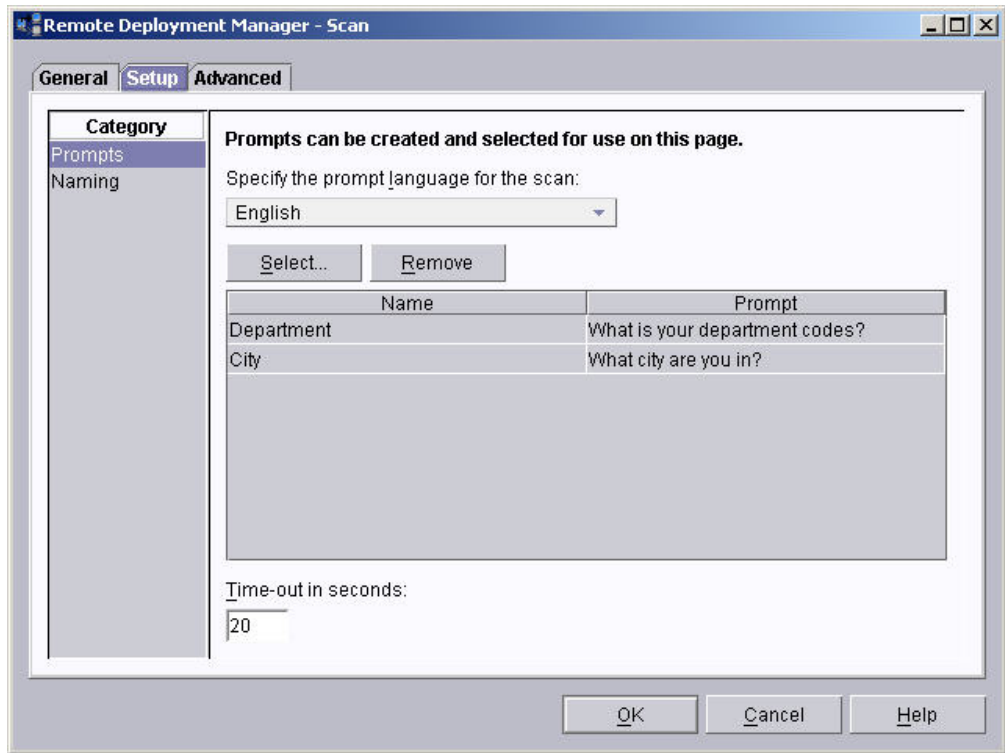 Remote Deployment Manager - Scan
General Setup Advanced
Category
Prompts
Naming
Prompts can be created and selected for use on this page.
Specify the prompt language for the scan:
English
Select... Remove
Name Prompt
Department What is your department codes?
City What city are you in?
Time-out in seconds:
20
OK Cancel Help